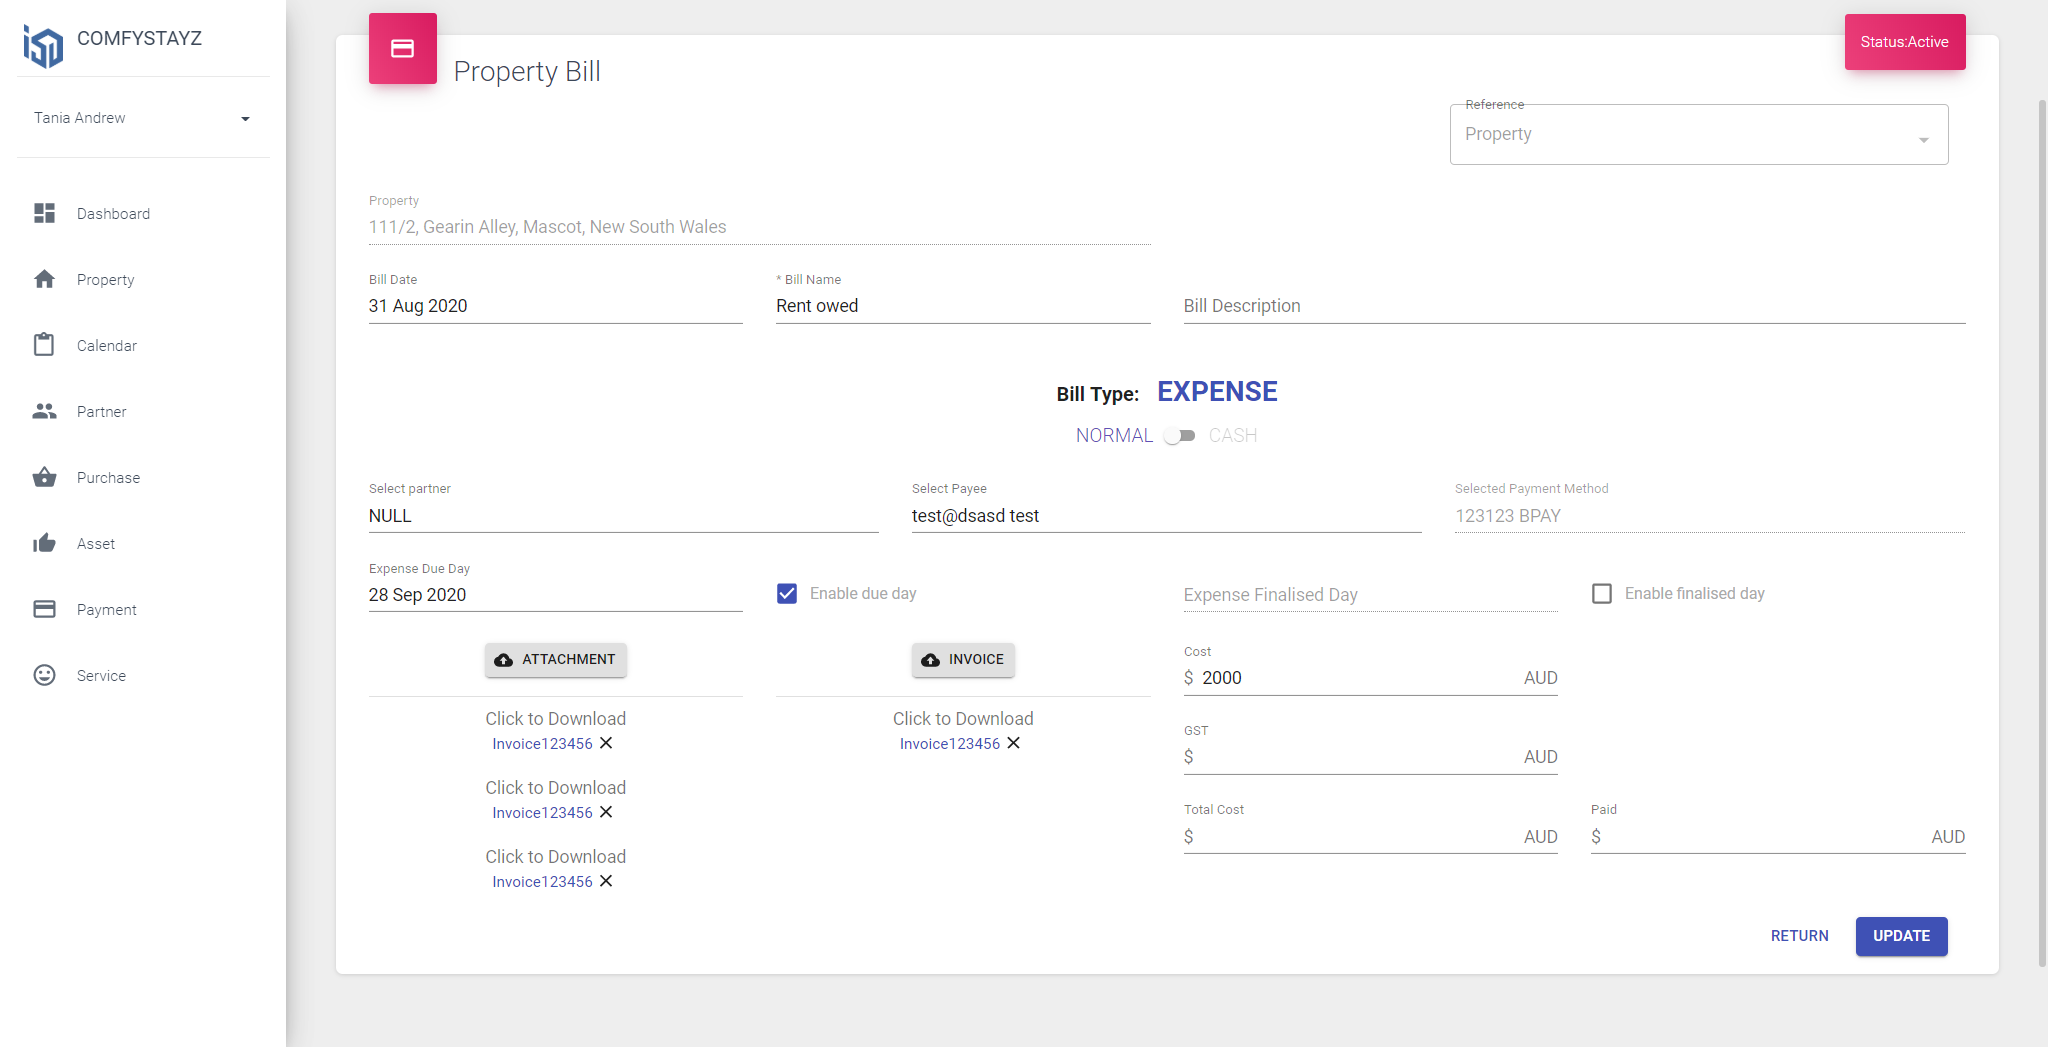 COMFYSTAYZ
Tania Andrew
Dashboard
Property
Calendar
Partner
Purchase
Asset
Payment
Service
Property Bill
Status:Active
Reference
Property
Property
111/2, Gearin Alley, Mascot, New South Wales
Bill Date
31 Aug 2020
* Bill Name
Rent owed
Bill Description
Bill Type: EXPENSE
NORMAL CASH
Select partner
NULL
Select Payee
test@dsasd test
Selected Payment Method
123123 BPAY
Expense Due Day
28 Sep 2020
Enable due day
Expense Finalised Day
Enable finalised day
ATTACHMENT
Click to Download
Invoice123456
Click to Download
Invoice123456
Click to Download
Invoice123456
INVOICE
Click to Download
Invoice123456
Cost
$ 2000 AUD
GST
$ AUD
Total Cost
$ AUD
Paid
$ AUD
RETURN
UPDATE